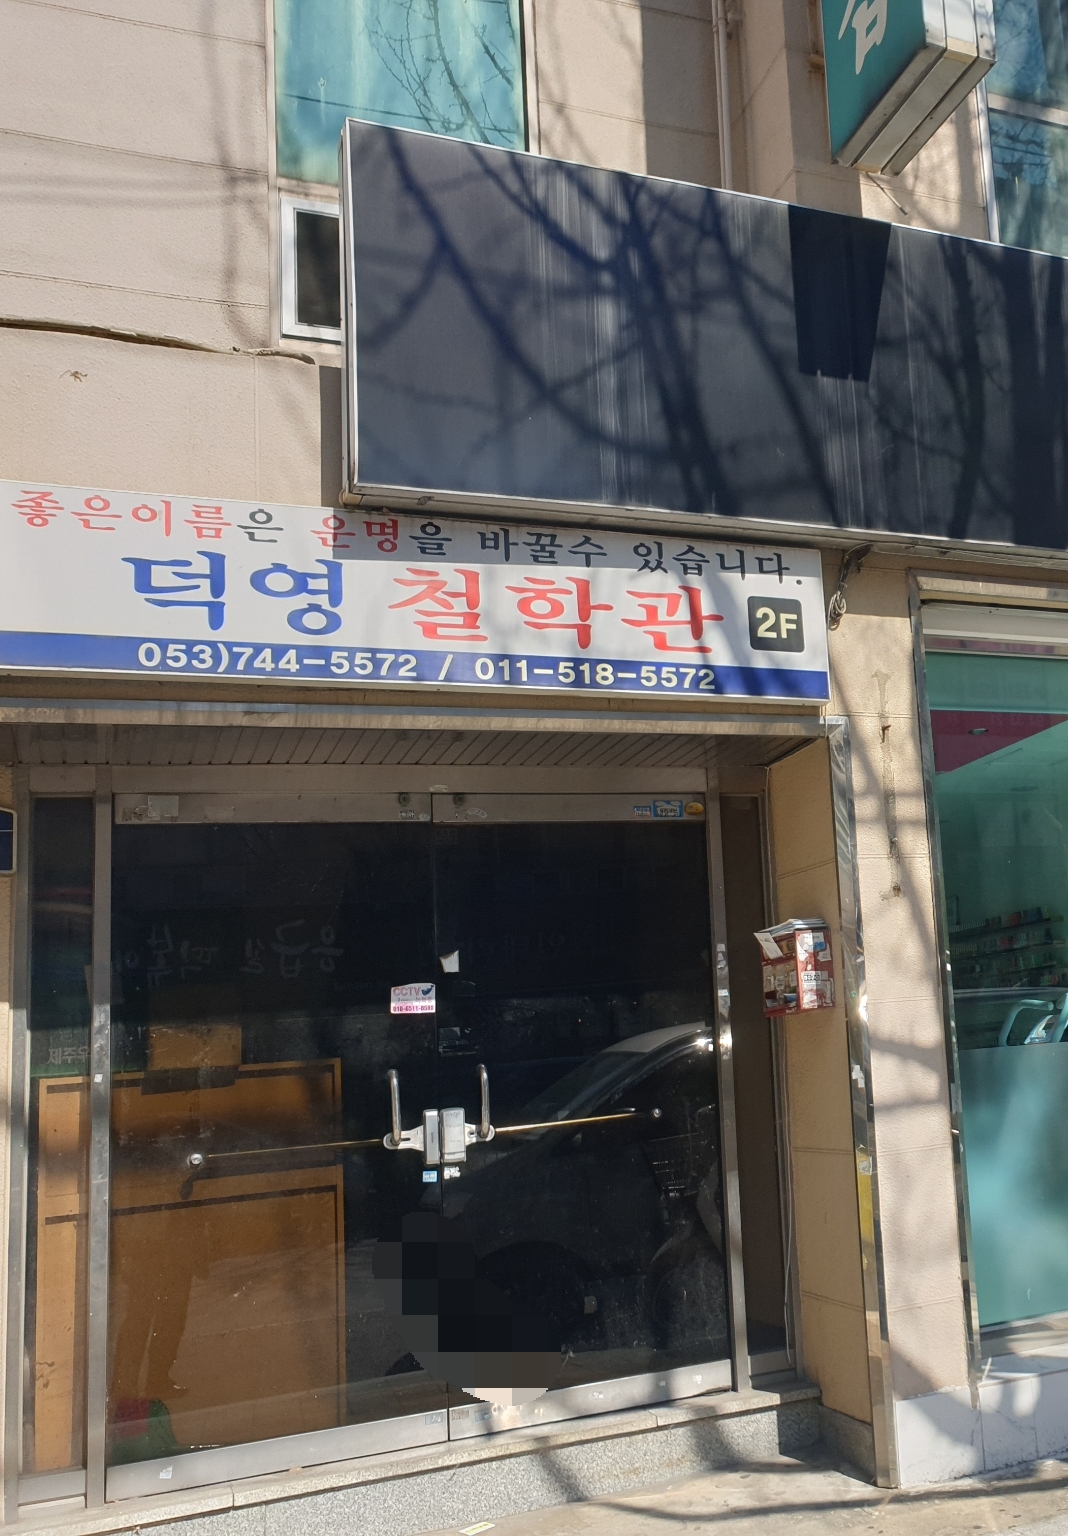 좋은이름은 운명을 바꿀수 있습니다.
덕영 철학관 2F
053)744-5572 / 011-518-5572
CCTV